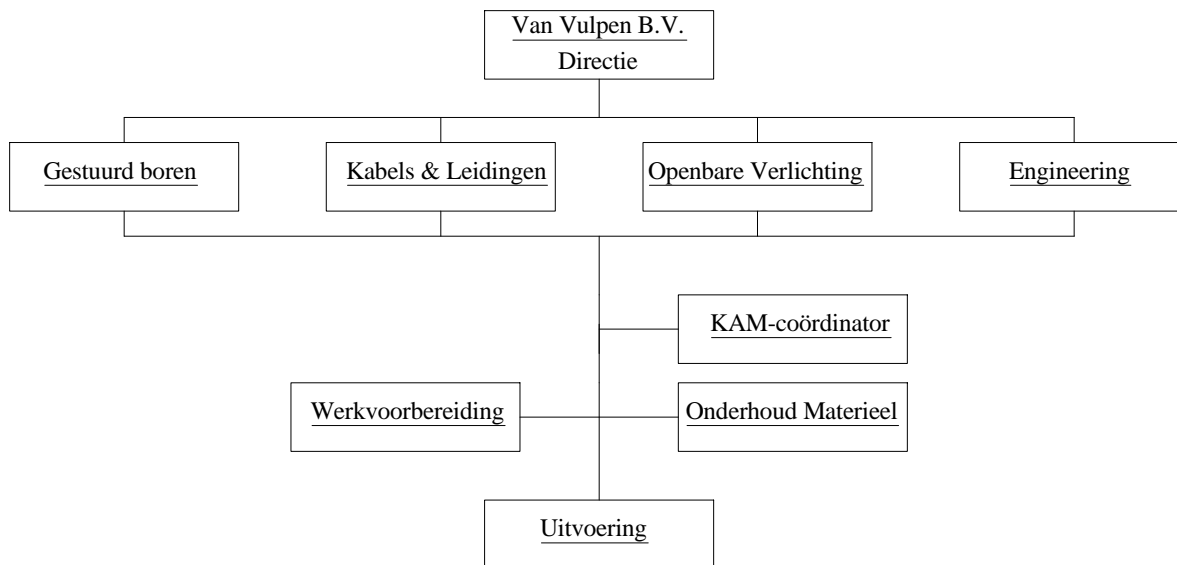 Van Vulpen B.V.
Directie
Gestuurd boren
Kabels & Leidingen
Openbare Verlichting
Engineering
KAM-coördinator
Werkvoorbereiding
Onderhoud Materieel
Uitvoering